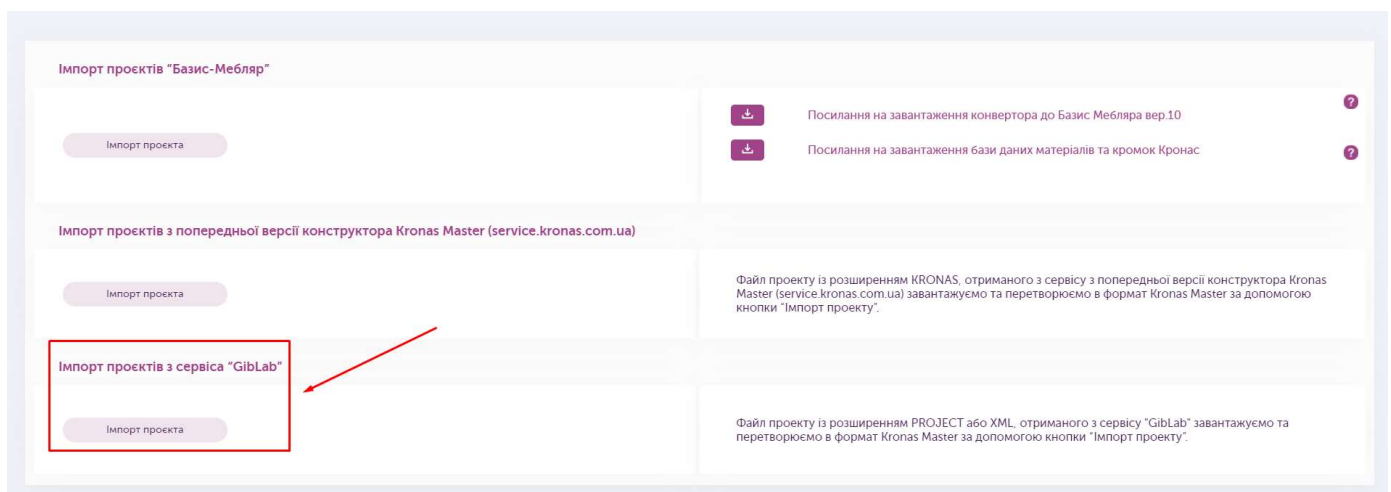 Імпорт проєктів “Базис-Мебляр”
Імпорт проєкта
Посилання на завантаження конвертора до Базис Мебляра вер.10
?
Посилання на завантаження бази даних матеріалів та кромок Кронас
?
Імпорт проєктів з попередньої версії конструктора Kronas Master (service.kronas.com.ua)
Імпорт проєкта
Файл проекту із розширенням KRONAS, отриманого з сервісу з попередньої версії конструктора Kronas
Master (service.kronas.com.ua) завантажуємо та перетворюємо в формат Kronas Master за допомогою
кнопки “Імпорт проекту”.
Імпорт проєктів з сервіса “GibLab”
Імпорт проєкта
Файл проекту із розширенням PROJECT або XML, отриманого з сервісу "GibLab" завантажуємо та
перетворюємо в формат Kronas Master за допомогою кнопки “Імпорт проекту”.